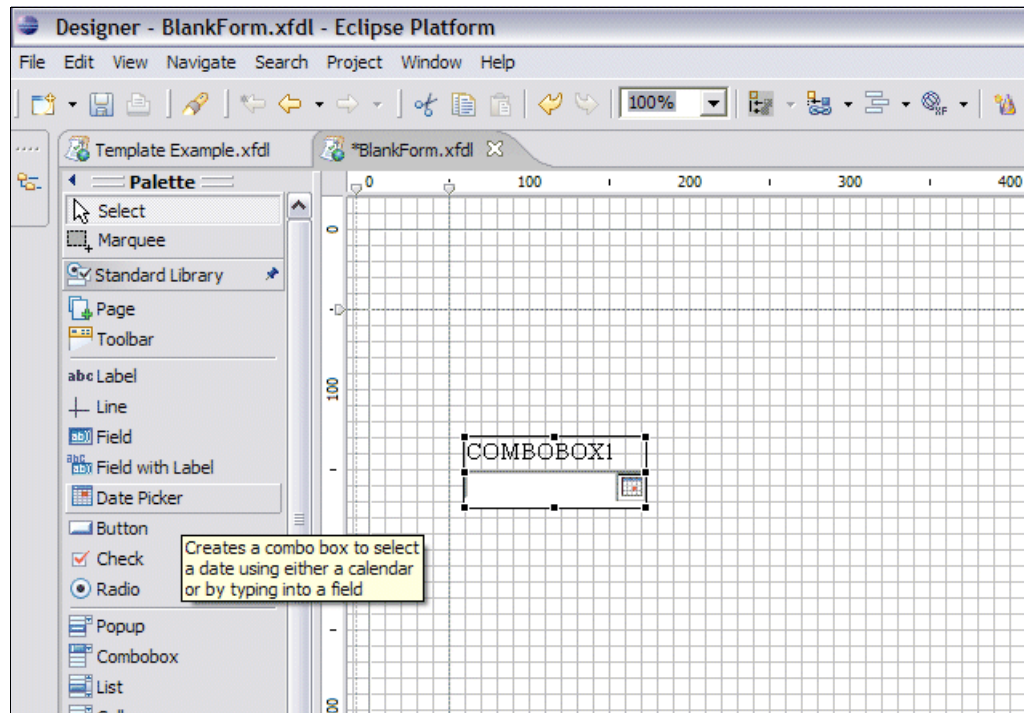 Designer - BlankForm.xfdl - Eclipse Platform
File Edit View Navigate Search Project Window Help
100%
Template Example.xfdl
*BlankForm.xfdl
Palette
0 100 200 300 400
Select
Marquee
Standard Library
0
Page
Toolbar
abc Label
100
Line
Field
COMBOBOX1
Field with Label
Date Picker
Button
Creates a combo box to select
a date using either a calendar
or by typing into a field
Check
Radio
Popup
Combobox
List